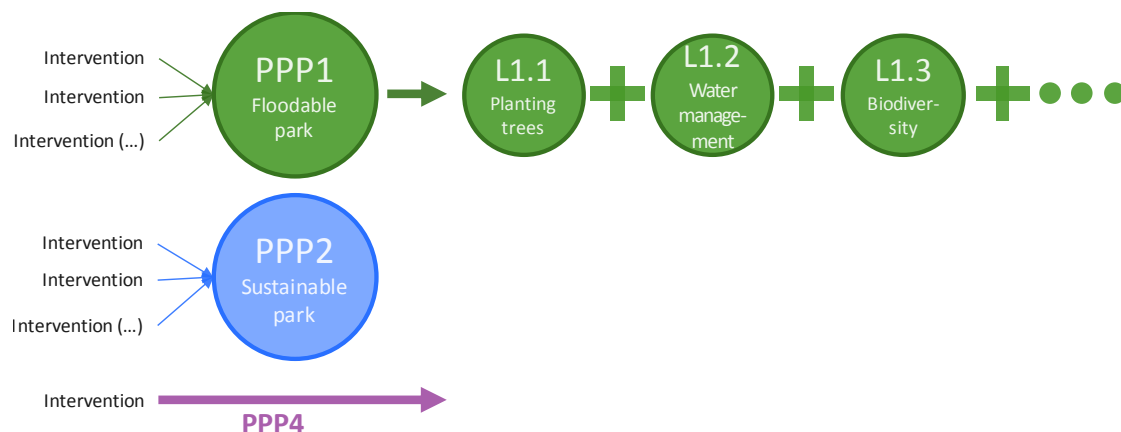 Intervention
Intervention
Intervention (...)
PPP1
Floodable
park
L1.1
Planting
trees
L1.2
Water
manage-
ment
L1.3
Biodiver-
sity
Intervention
Intervention
Intervention (...)
PPP2
Sustainable
park
Intervention
PPP4